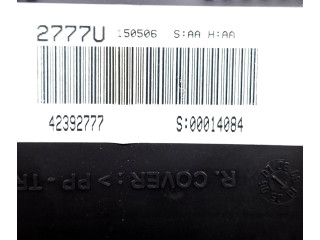 2777U 150506 S:AA H:AA
42392777 S:00014084
R. COVER: > PP-TR